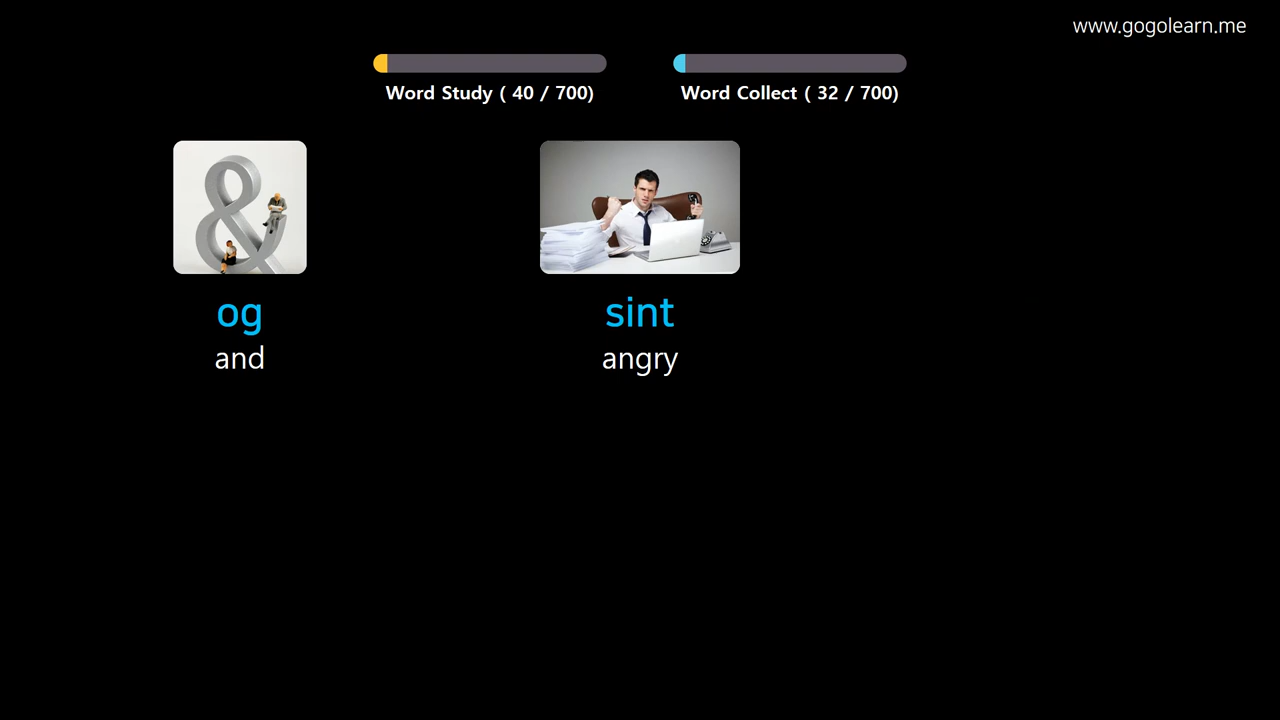 www.gogolearn.me
Word Study ( 40 / 700)
Word Collect ( 32 / 700)
&
og
and
sint
angry